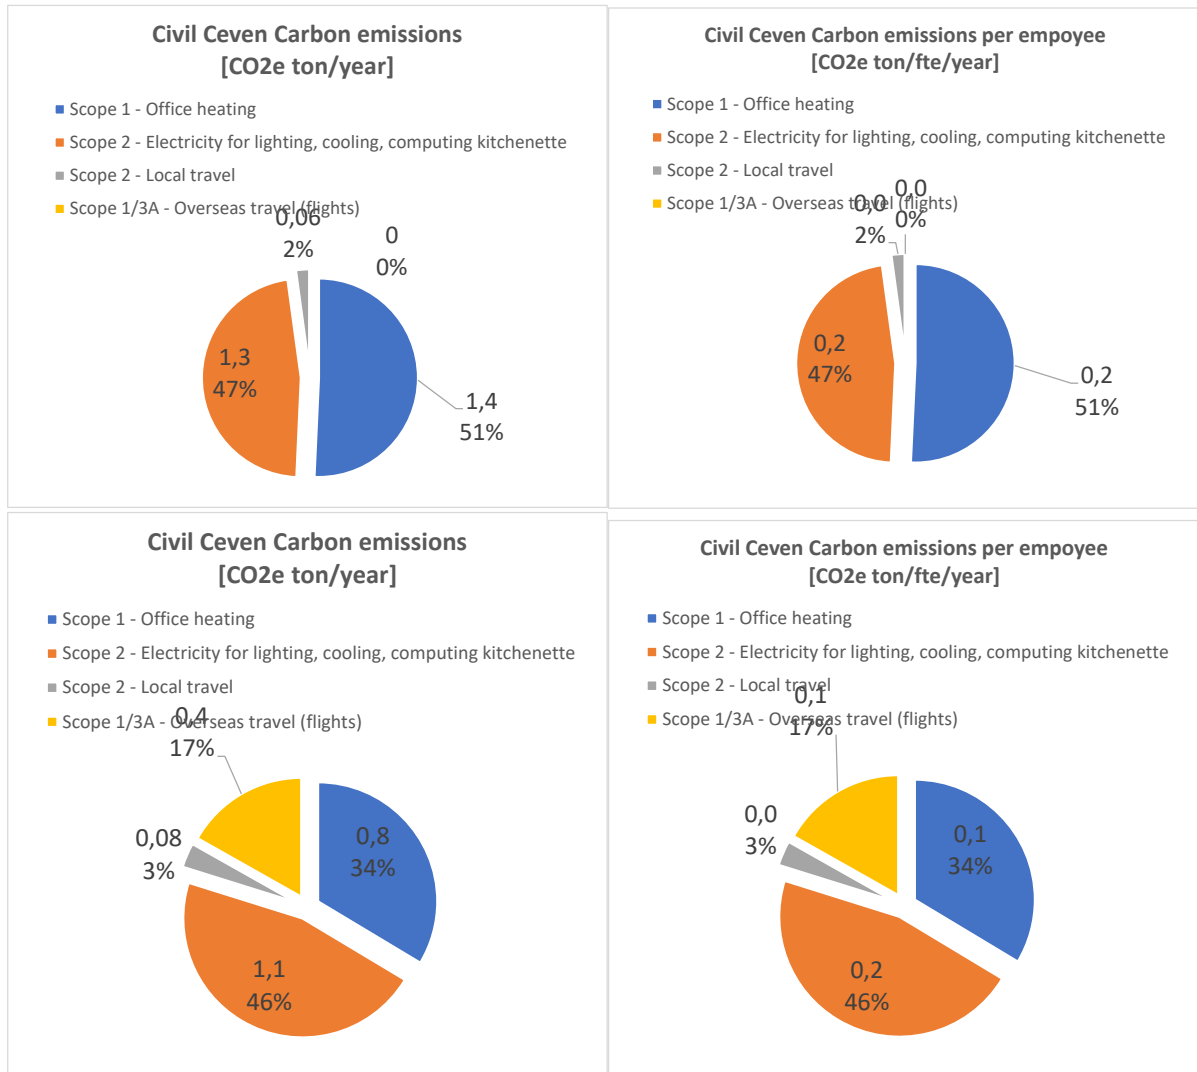 Civil Ceven Carbon emissions
[CO2e ton/year]
Scope 1 - Office heating
Scope 2 - Electricity for lighting, cooling, computing kitchenette
Scope 2 - Local travel
Scope 1/3A - Overseas travel (flights)
0,06
2%
0
0%
1,3
47%
1,4
51%
Civil Ceven Carbon emissions per empoyee
[CO2e ton/fte/year]
Scope 1 - Office heating
Scope 2 - Electricity for lighting, cooling, computing kitchenette
Scope 2 - Local travel
Scope 1/3A - Overseas travel (flights)
0,0
2%
0,0
0%
0,2
47%
0,2
51%
Civil Ceven Carbon emissions
[CO2e ton/year]
Scope 1 - Office heating
Scope 2 - Electricity for lighting, cooling, computing kitchenette
Scope 2 - Local travel
Scope 1/3A - Overseas travel (flights)
0,4
17%
0,08
3%
0,8
34%
1,1
46%
Civil Ceven Carbon emissions per empoyee
[CO2e ton/fte/year]
Scope 1 - Office heating
Scope 2 - Electricity for lighting, cooling, computing kitchenette
Scope 2 - Local travel
Scope 1/3A - Overseas travel (flights)
0,1
17%
0,0
3%
0,1
34%
0,2
46%